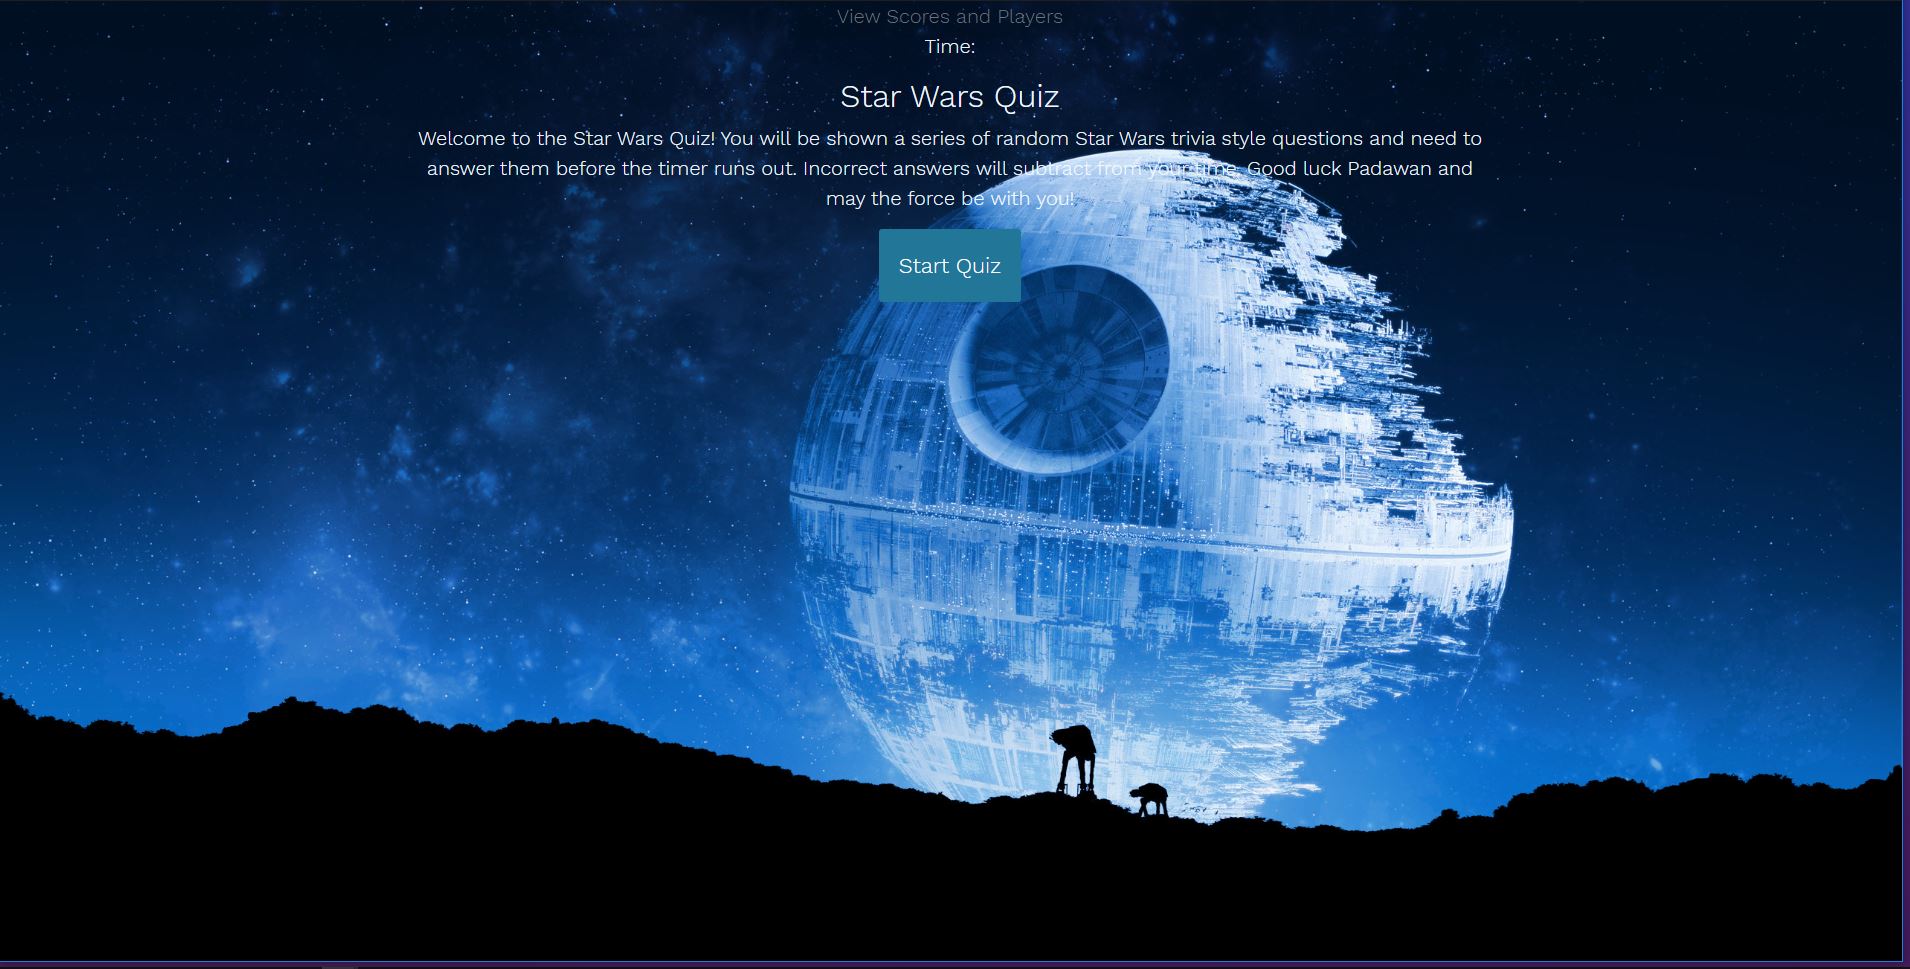 View Scores and Players
Time:
Star Wars Quiz
Welcome to the Star Wars Quiz! You will be shown a series of random Star Wars trivia style questions and need to
answer them before the timer runs out. Incorrect answers will subtract from your time. Good luck Padawan and
may the force be with you!
Start Quiz